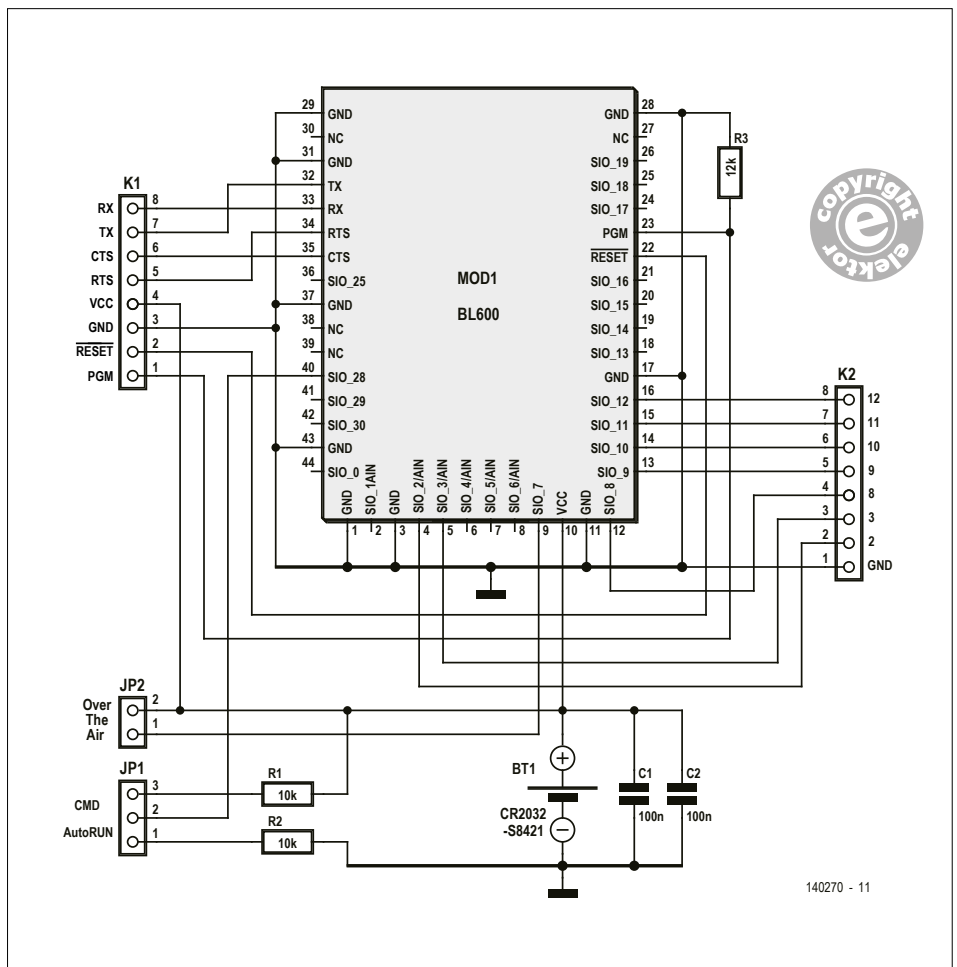 K1
RX 8
TX 7
CTS 6
RTS 5
VCC 4
GND 3
RESET 2
PGM 1
29 GND
30 NC
31 GND
32 TX
33 RX
34 RTS
35 CTS
36 SIO_25
37 GND
38 NC
39 NC
40 SIO_28
41 SIO_29
42 SIO_30
43 GND
44 SIO_0
MOD1
BL600
GND 28
NC 27
SIO_19 26
SIO_18 25
SIO_17 24
PGM 23
RESET 22
SIO_16 21
SIO_15 20
SIO_14 19
SIO_13 18
GND 17
SIO_12 16
SIO_11 15
SIO_10 14
SIO_9 13
GND 1
SIO_1AIN 2
GND 3
SIO_2/AIN 4
SIO_3/AIN 5
SIO_4/AIN 6
SIO_5/AIN 7
SIO_6/AIN 8
SIO_7 9
VCC 10
GND 11
SIO_8 12
R3
12k
copyright
e
elektor
K2
8 12
7 11
6 10
5 9
4 8
3 3
2 2
1 GND
JP2
Over
The
Air
2
1
JP1
CMD
AutoRUN
3
2
1
R1
10k
R2
10k
BT1
+
CR2032
-S8421
–
C1
100n
C2
100n
140270 - 11